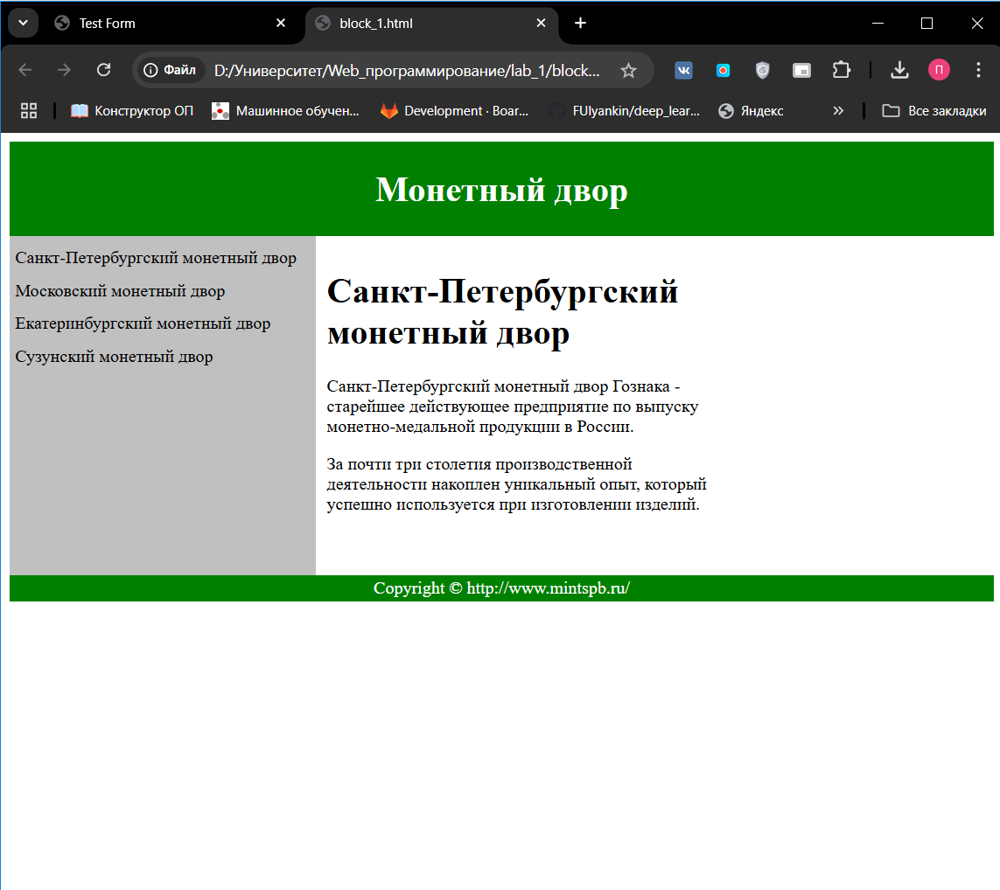 Test Form
block_1.html
Файл
D:/Университет/Web_программирование/lab_1/block...
П
Конструктор ОП
Машинное обучен...
Development · Boar...
FUlyankin/deep_lear...
Яндекс
Все закладки
Монетный двор
Санкт-Петербургский монетный двор
Московский монетный двор
Екатеринбургский монетный двор
Сузунский монетный двор
Санкт-Петербургский
монетный двор
Санкт-Петербургский монетный двор Гознака -
старейшее действующее предприятие по выпуску
монетно-медальной продукции в России.
За почти три столетия производственной
деятельности накоплен уникальный опыт, который
успешно используется при изготовлении изделий.
Copyright © http://www.mintspb.ru/